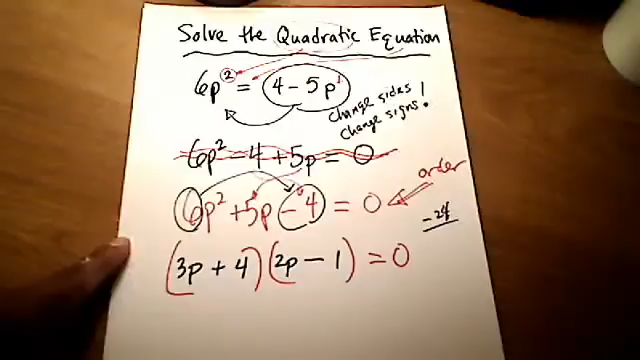 Solve the Quadratic Equation
6p² = 4 - 5p¹
change sides !
change signs !
6p² - 4 + 5p = 0
6p² + 5p - 4 = 0
order
-24
(3p + 4)(2p - 1) = 0